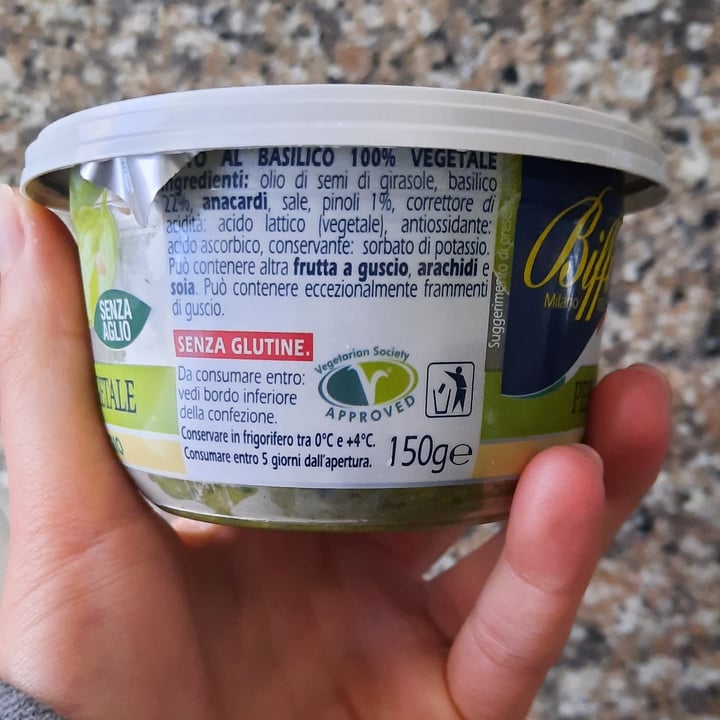 AL BASILICO 100% VEGETALE
Ingredienti: olio di semi di girasole, basilico
22%, anacardi, sale, pinoli 1%, correttore di
acidità: acido lattico (vegetale), antiossidante:
acido ascorbico, conservante: sorbato di potassio.
Può contenere altra frutta a guscio, arachidi e
soia. Può contenere eccezionalmente frammenti
di guscio.
SENZA
AGLIO
SENZA GLUTINE.
Da consumare entro:
vedi bordo inferiore
della confezione.
Conservare in frigorifero tra 0°C e +4°C.
Consumare entro 5 giorni dall'apertura.
Vegetarian Society
APPROVED
150g℮
Suggerimento di
Biffi
Milano
ETALE
PE